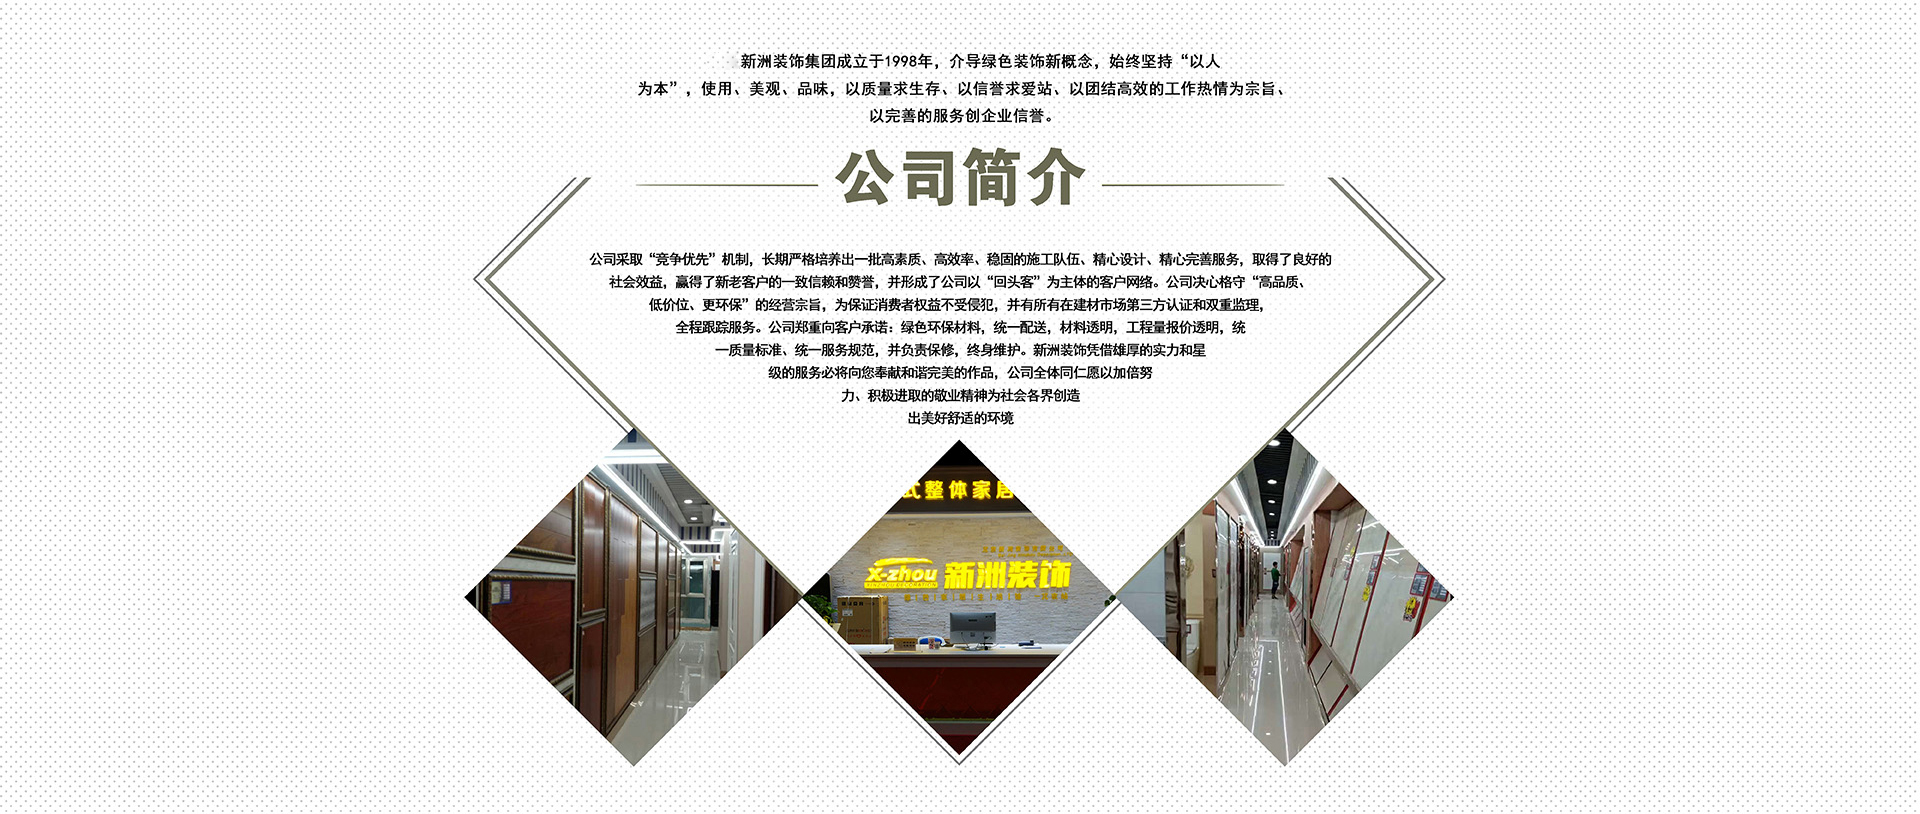 新洲装饰集团成立于1998年，介导绿色装饰新概念，始终坚持“以人
为本”，使用、美观、品味，以质量求生存、以信誉求爱站、以团结高效的工作热情为宗旨、
以完善的服务创企业信誉。
公司简介
公司采取“竞争优先”机制，长期严格培养出一批高素质、高效率、稳固的施工队伍、精心设计、精心完善服务，取得了良好的
社会效益，赢得了新老客户的一致信赖和赞誉，并形成了公司以“回头客”为主体的客户网络。公司决心格守“高品质、
低价位、更环保”的经营宗旨，为保证消费者权益不受侵犯，并有所有在建材市场第三方认证和双重监理，
全程跟踪服务。公司郑重向客户承诺：绿色环保材料，统一配送，材料透明，工程量报价透明，统
一质量标准、统一服务规范，并负责保修，终身维护。新洲装饰凭借雄厚的实力和星
级的服务必将向您奉献和谐完美的作品，公司全体同仁愿以加倍努
力、积极进取的敬业精神为社会各界创造
出美好舒适的环境
式整体家居
X-zhou 新洲装饰
XINZHOU DECORATION